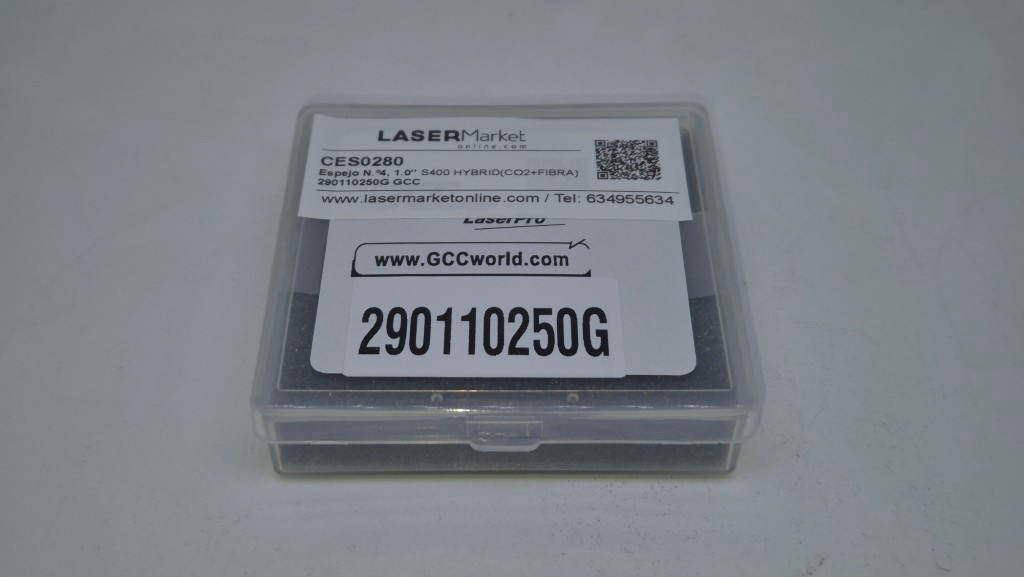 LASERMarket
online.com
CES0280
Espejo N.º4, 1.0'' S400 HYBRID(CO2+FIBRA)
290110250G GCC
www.lasermarketonline.com / Tel: 634955634
LaserPro
www.GCCworld.com
290110250G